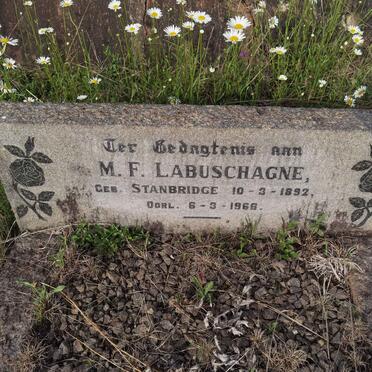 Ter Gedagtenis aan
M. F. LABUSCHAGNE,
GEB. STANBRIDGE 10-3-1892,
OORL. 6-3-1966.